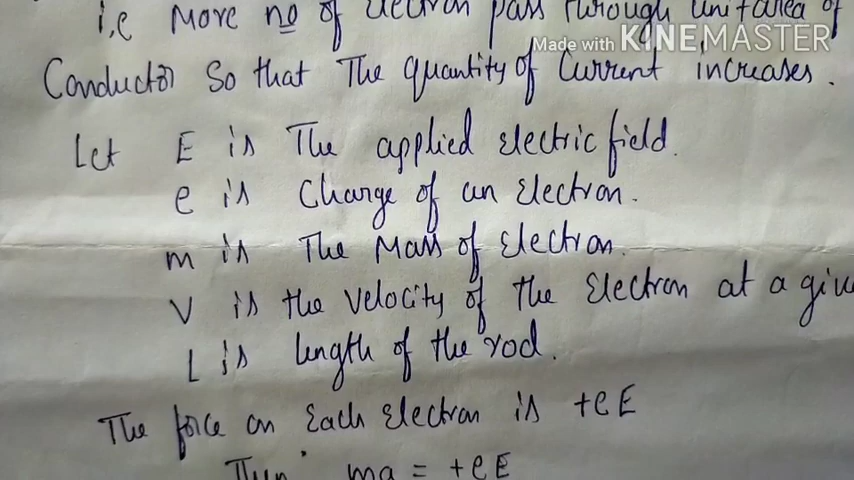 i,e More no of electron pass through unit area of
Made with KINEMASTER
Conductor So that The quantity of Current increases.
Let E is The applied electric field.
e is Charge of an Electron.
m is The Mass of Electron.
V is the velocity of the Electron at a give
L is length of the rod.
The force on Each Electron is +eE
Then ma = +eE